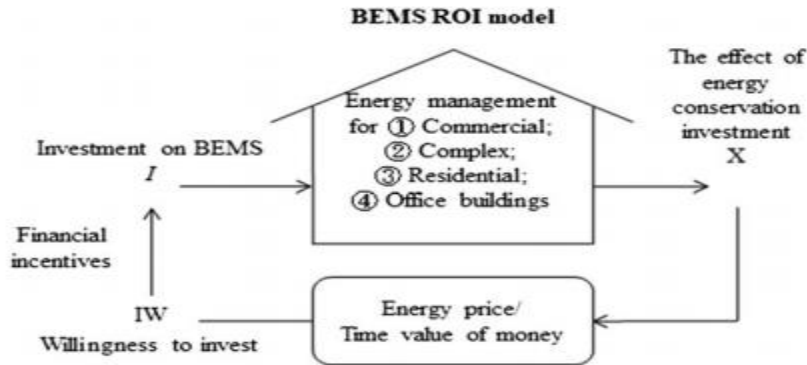 BEMS ROI model
Energy management
for ① Commercial;
② Complex;
③ Residential;
④ Office buildings
Investment on BEMS
I
The effect of
energy
conservation
investment
X
Financial
incentives
IW
Willingness to invest
Energy price/
Time value of money